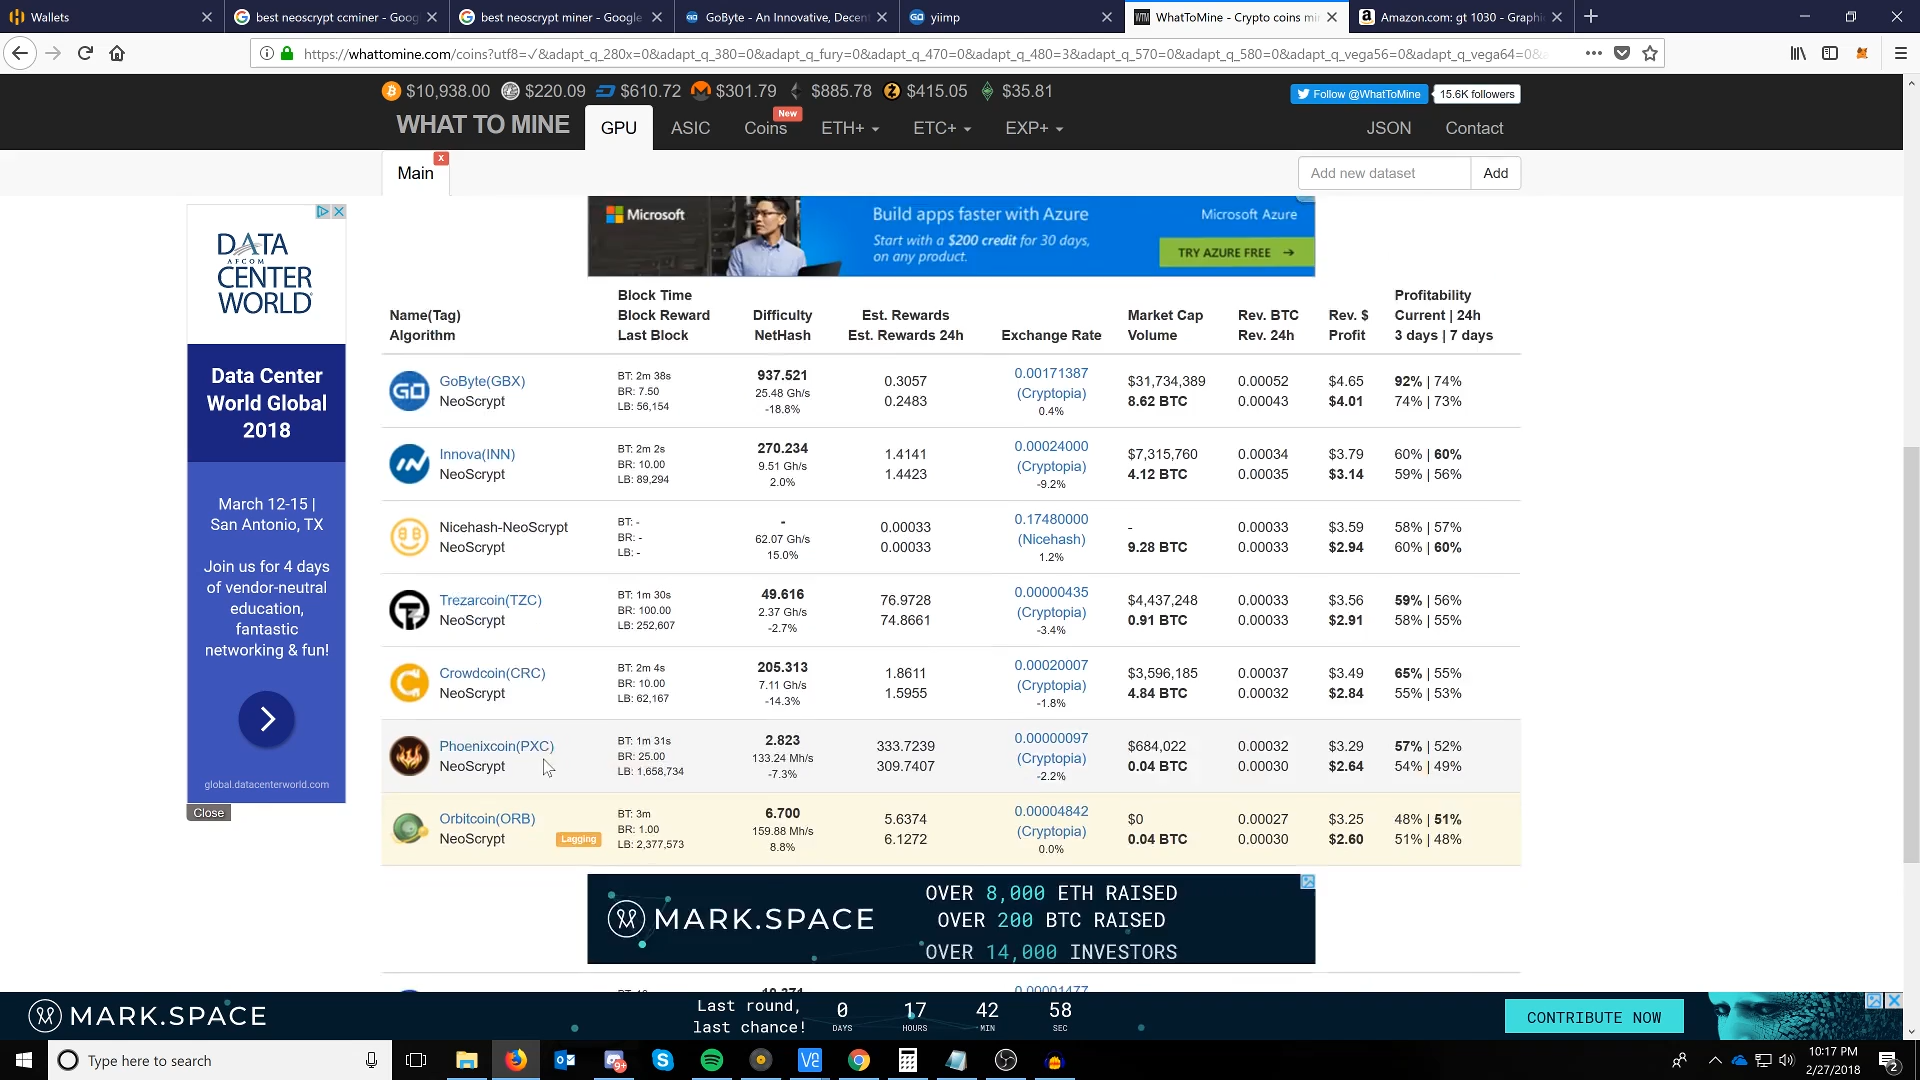 Wallets
best neoscrypt ccminer - Goog
best neoscrypt miner - Google
GoByte - An Innovative, Decen
yiimp
WhatToMine - Crypto coins mi
Amazon.com: gt 1030 - Graphi
https://whattomine.com/coins?utf8=✓&adapt_q_280x=0&adapt_q_380=0&adapt_q_fury=0&adapt_q_470=0&adapt_q_480=3&adapt_q_570=0&adapt_q_580=0&adapt_q_vega56=0&adapt_q_vega64=0&
$10,938.00 $220.09 $610.72 $301.79 $885.78 $415.05 $35.81
Follow @WhatToMine 15.6K followers
New
WHAT TO MINE GPU ASIC Coins ETH+ ETC+ EXP+ JSON Contact
Main x
Add new dataset Add
Microsoft
Build apps faster with Azure
Start with a $200 credit for 30 days,
on any product.
Microsoft Azure
TRY AZURE FREE →
DATA
AFCOM
CENTER
WORLD
Data Center
World Global
2018
March 12-15 |
San Antonio, TX
Join us for 4 days
of vendor-neutral
education,
fantastic
networking & fun!
global.datacenterworld.com
Close
Name(Tag)
Algorithm
Block Time
Block Reward
Last Block
Difficulty
NetHash
Est. Rewards
Est. Rewards 24h
Exchange Rate
Market Cap
Volume
Rev. BTC
Rev. 24h
Rev. $
Profit
Profitability
Current | 24h
3 days | 7 days
GoByte(GBX)
NeoScrypt
BT: 2m 38s
BR: 7.50
LB: 56,154
937.521
25.48 Gh/s
-18.8%
0.3057
0.2483
0.00171387
(Cryptopia)
0.4%
$31,734,389
8.62 BTC
0.00052
0.00043
$4.65
$4.01
92% | 74%
74% | 73%
Innova(INN)
NeoScrypt
BT: 2m 2s
BR: 10.00
LB: 89,294
270.234
9.51 Gh/s
2.0%
1.4141
1.4423
0.00024000
(Cryptopia)
-9.2%
$7,315,760
4.12 BTC
0.00034
0.00035
$3.79
$3.14
60% | 60%
59% | 56%
Nicehash-NeoScrypt
NeoScrypt
BT: -
BR: -
LB: -
-
62.07 Gh/s
15.0%
0.00033
0.00033
0.17480000
(Nicehash)
1.2%
-
9.28 BTC
0.00033
0.00033
$3.59
$2.94
58% | 57%
60% | 60%
Trezarcoin(TZC)
NeoScrypt
BT: 1m 30s
BR: 100.00
LB: 252,607
49.616
2.37 Gh/s
-2.7%
76.9728
74.8661
0.00000435
(Cryptopia)
-3.4%
$4,437,248
0.91 BTC
0.00033
0.00033
$3.56
$2.91
59% | 56%
58% | 55%
Crowdcoin(CRC)
NeoScrypt
BT: 2m 4s
BR: 10.00
LB: 62,167
205.313
7.11 Gh/s
-14.3%
1.8611
1.5955
0.00020007
(Cryptopia)
-1.8%
$3,596,185
4.84 BTC
0.00037
0.00032
$3.49
$2.84
65% | 55%
55% | 53%
Phoenixcoin(PXC)
NeoScrypt
BT: 1m 31s
BR: 25.00
LB: 1,658,734
2.823
133.24 Mh/s
-7.3%
333.7239
309.7407
0.00000097
(Cryptopia)
-2.2%
$684,022
0.04 BTC
0.00032
0.00030
$3.29
$2.64
57% | 52%
54% | 49%
Orbitcoin(ORB)
NeoScrypt
Lagging
BT: 3m
BR: 1.00
LB: 2,377,573
6.700
159.88 Mh/s
8.8%
5.6374
6.1272
0.00004842
(Cryptopia)
0.0%
$0
0.04 BTC
0.00027
0.00030
$3.25
$2.60
48% | 51%
51% | 48%
MARK.SPACE
OVER 8,000 ETH RAISED
OVER 200 BTC RAISED
OVER 14,000 INVESTORS
MARK.SPACE
Last round,
last chance!
0 17 42 58
DAYS HOURS MIN SEC
CONTRIBUTE NOW
Type here to search
10:17 PM
2/27/2018